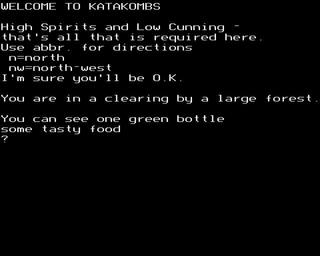 WELCOME TO KATAKOMBS
High Spirits and Low Cunning -
that's all that is required here.
Use abbr. for directions
n=north
nw=north-west
I'm sure you'll be O.K.
You are in a clearing by a large forest.
You can see one green bottle
some tasty food
?